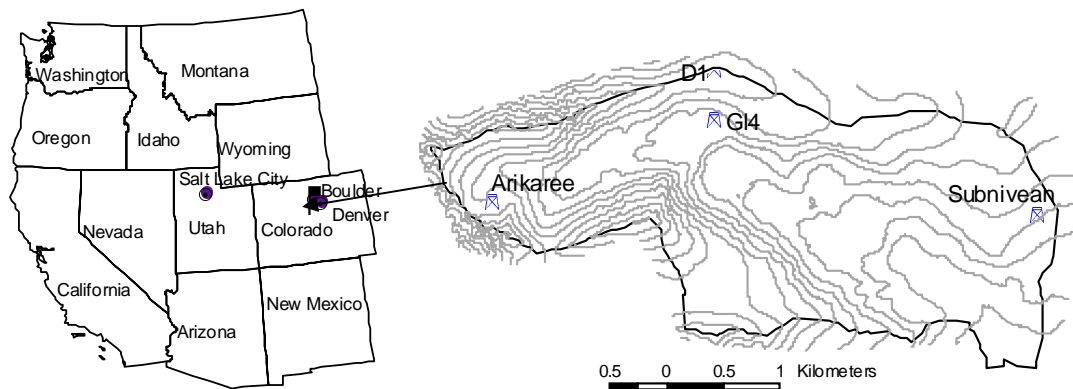 Washington
Montana
Oregon
Idaho
Wyoming
Salt Lake City
Boulder
Denver
Nevada
Utah
Colorado
California
Arizona
New Mexico
D1
Gl4
Arikaree
Subnivean
0.5 0 0.5 1 Kilometers